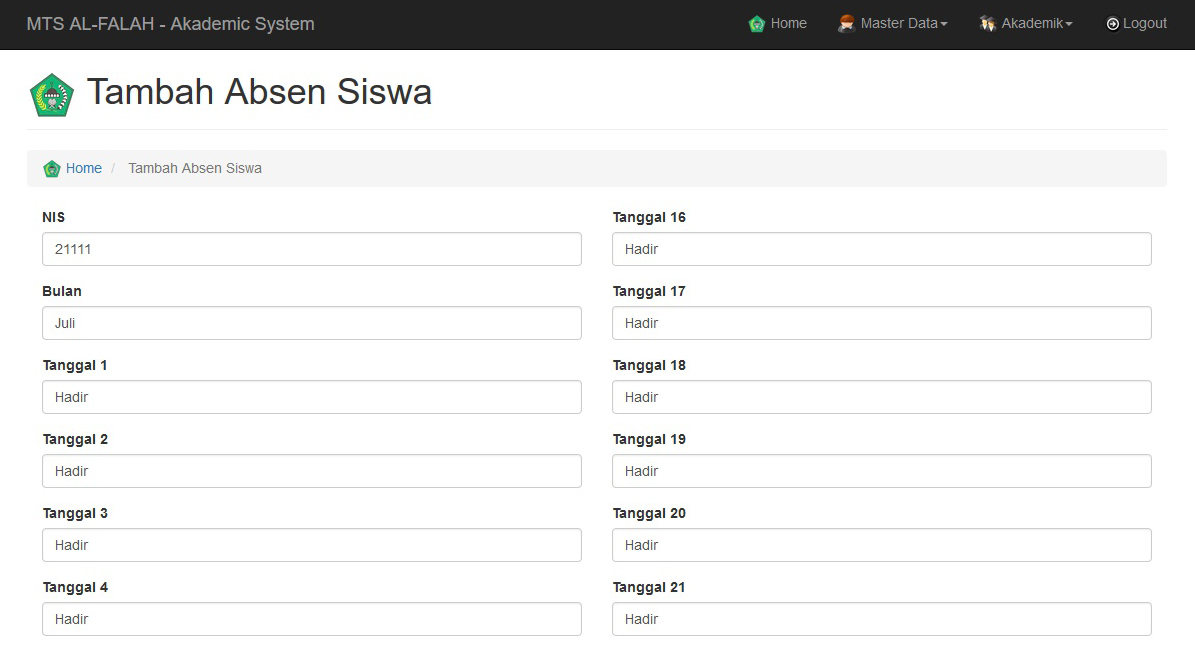 MTS AL-FALAH - Akademic System
Home
Master Data
Akademik
Logout
Tambah Absen Siswa
Home / Tambah Absen Siswa
NIS
21111
Bulan
Juli
Tanggal 1
Hadir
Tanggal 2
Hadir
Tanggal 3
Hadir
Tanggal 4
Hadir
Tanggal 16
Hadir
Tanggal 17
Hadir
Tanggal 18
Hadir
Tanggal 19
Hadir
Tanggal 20
Hadir
Tanggal 21
Hadir